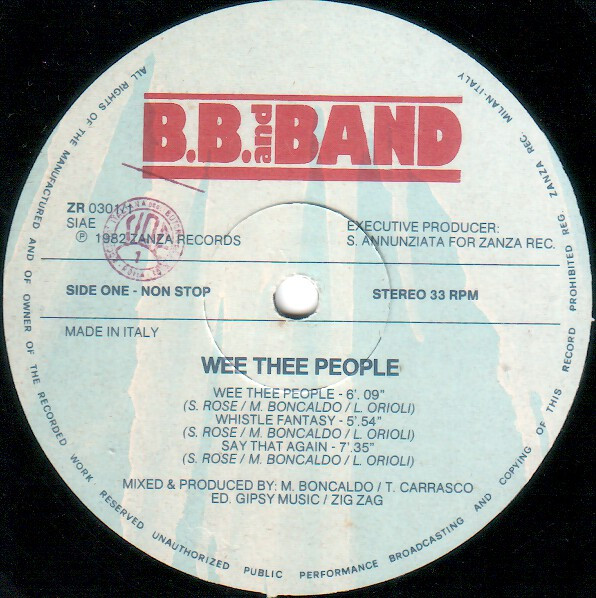 B.B. and BAND
ZR 0301/1
SIAE
Ⓟ 1982 ZANZA RECORDS
EXECUTIVE PRODUCER:
S. ANNUNZIATA FOR ZANZA REC.
SIDE ONE - NON STOP
STEREO 33 RPM
MADE IN ITALY
WEE THEE PEOPLE
WEE THEE PEOPLE - 6'. 09"
(S. ROSE / M. BONCALDO / L. ORIOLI)
WHISTLE FANTASY - 5'.54"
(S. ROSE / M. BONCALDO / L. ORIOLI)
SAY THAT AGAIN - 7'.35"
(S. ROSE / M. BONCALDO / L. ORIOLI)
MIXED & PRODUCED BY: M. BONCALDO / T. CARRASCO
ED. GIPSY MUSIC / ZIG ZAG
ALL RIGHTS OF THE MANUFACTURED AND OF OWNER OF THE RECORDED WORK RESERVED UNAUTHORIZED PUBLIC PERFORMANCE BROADCASTING AND COPYING OF THIS RECORD PROHIBITED REG. ZANZA REC. MILAN-ITALY